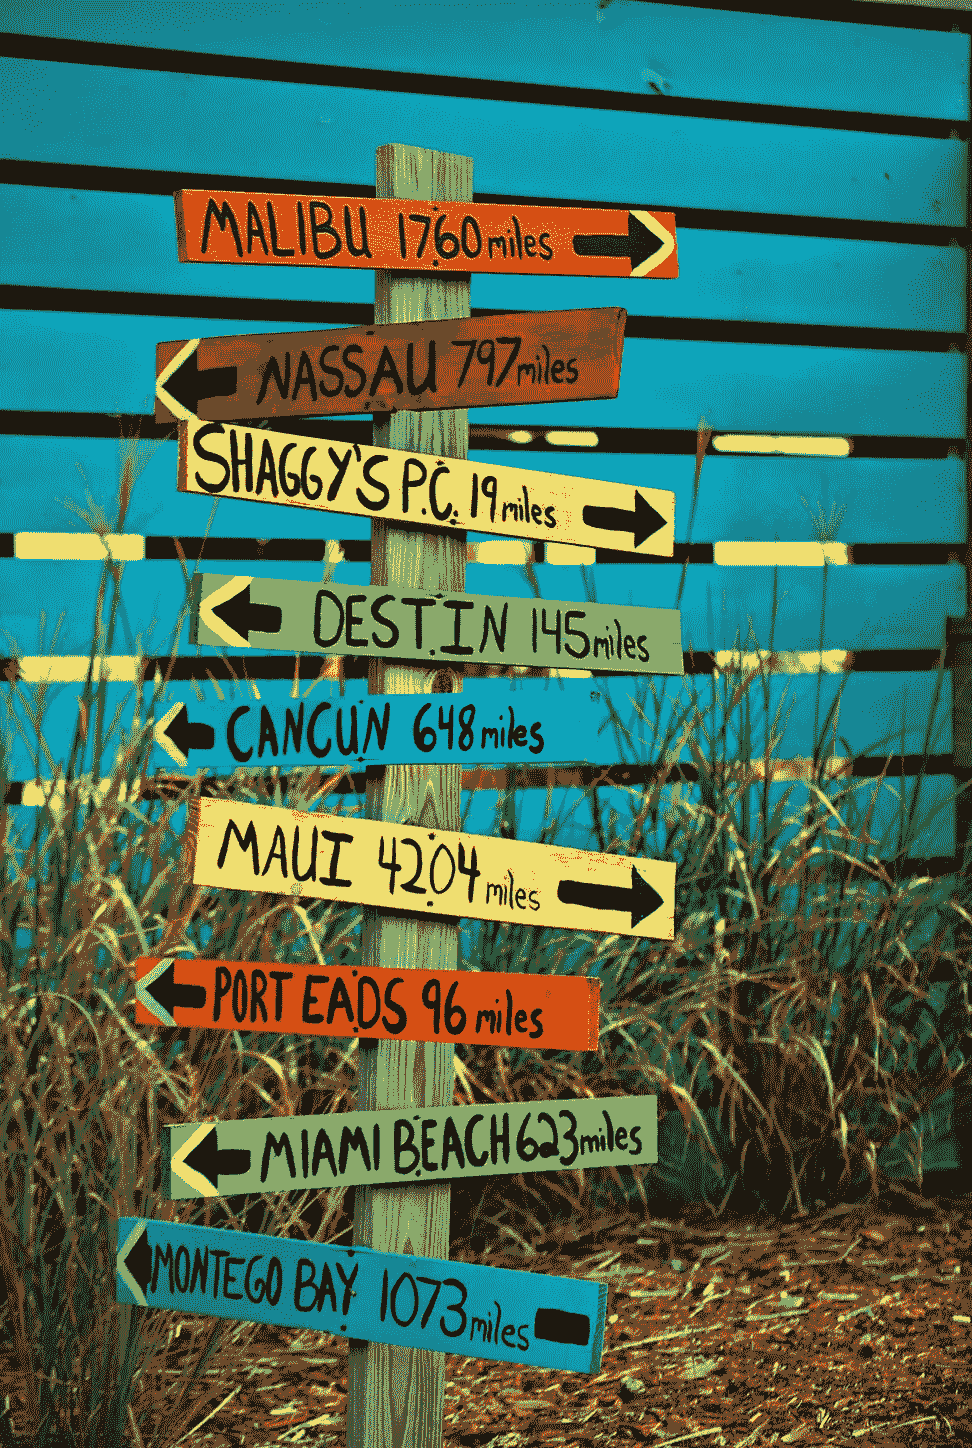 MALIBU 1760 miles
NASSAU 797 miles
SHAGGY'S P.C. 19 miles
DESTIN 145 miles
CANCUN 648 miles
MAUI 4204 miles
PORT EADS 96 miles
MIAMI BEACH 623 miles
MONTEGO BAY 1073 miles